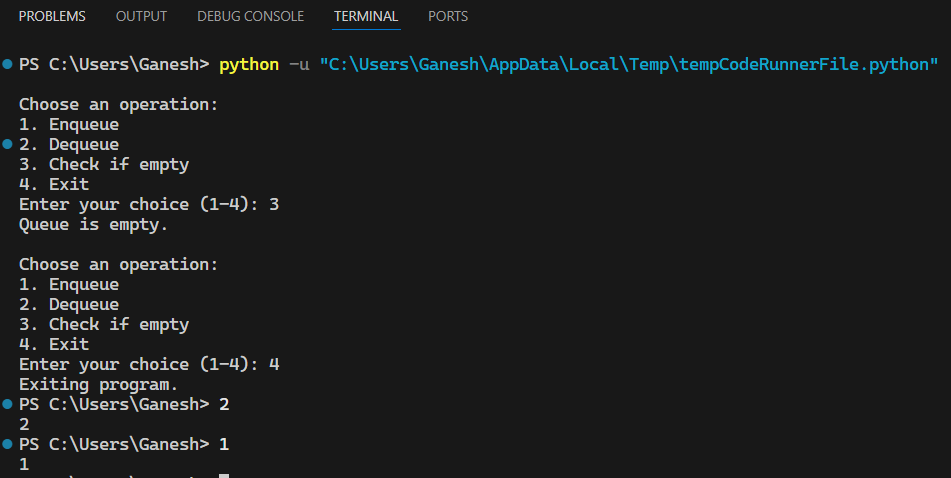 PROBLEMS OUTPUT DEBUG CONSOLE TERMINAL PORTS
PS C:\Users\Ganesh> python -u "C:\Users\Ganesh\AppData\Local\Temp\tempCodeRunnerFile.python"
Choose an operation:
1. Enqueue
2. Dequeue
3. Check if empty
4. Exit
Enter your choice (1-4): 3
Queue is empty.
Choose an operation:
1. Enqueue
2. Dequeue
3. Check if empty
4. Exit
Enter your choice (1-4): 4
Exiting program.
PS C:\Users\Ganesh> 2
2
PS C:\Users\Ganesh> 1
1